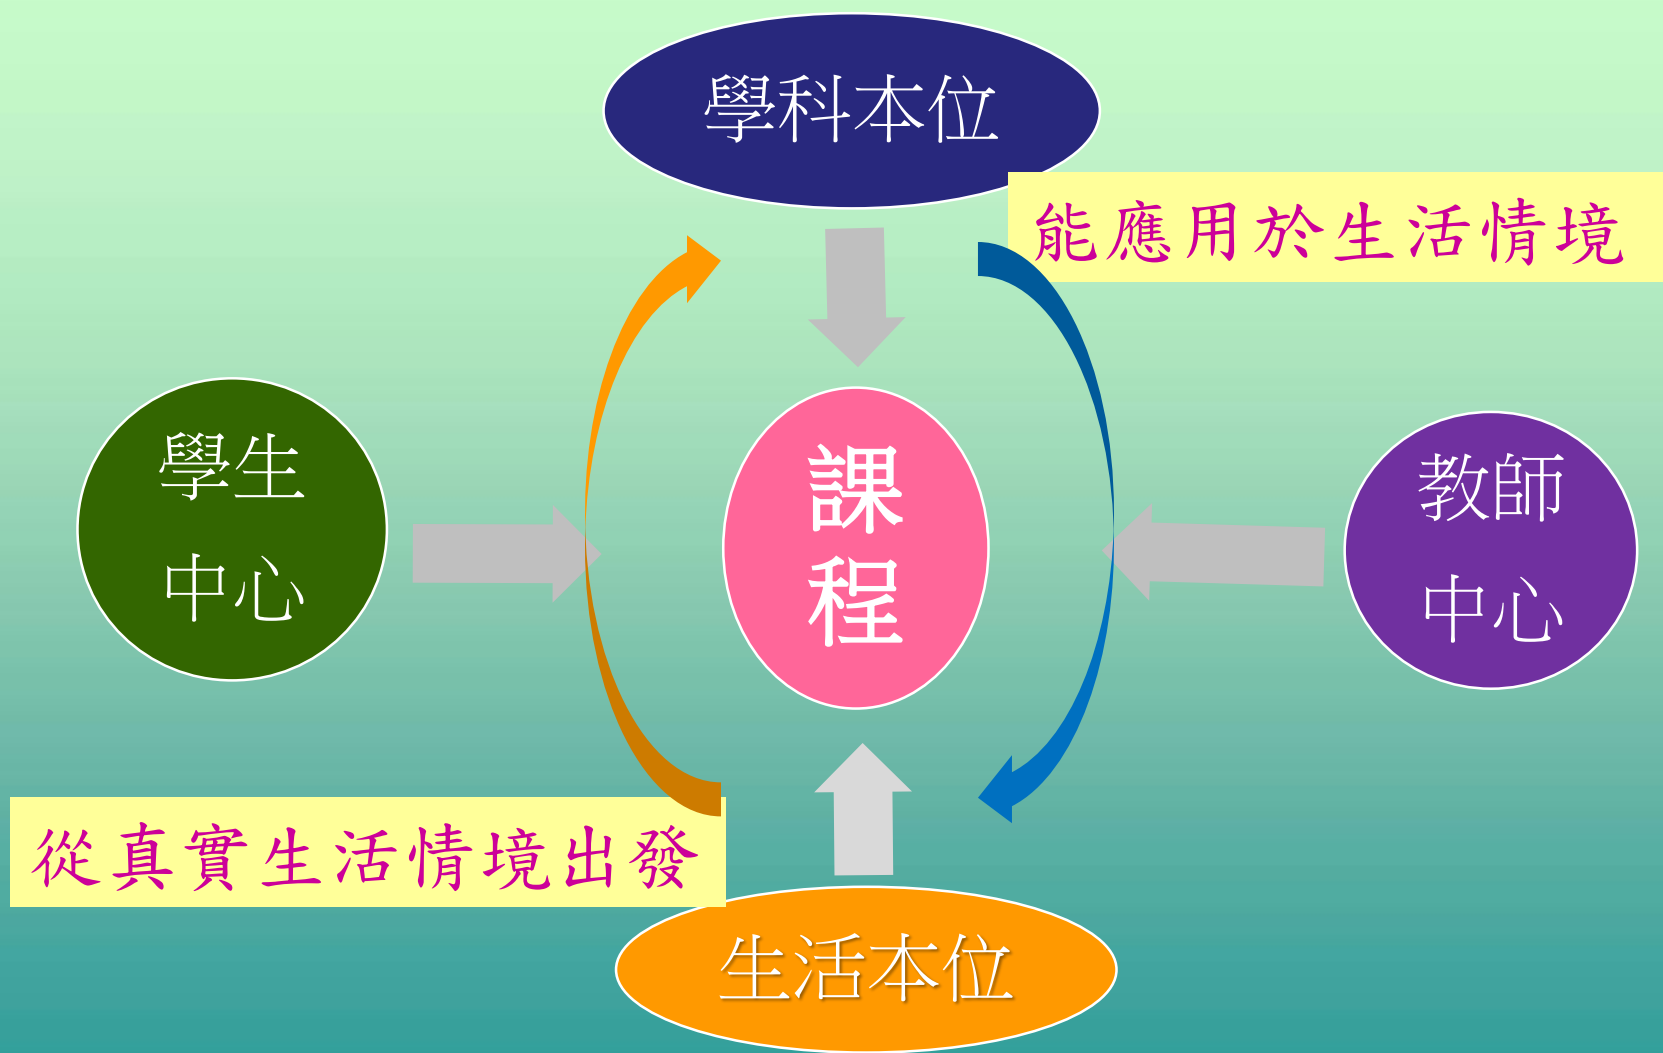 學科本位
能應用於生活情境
學生
中心
課
程
教師
中心
從真實生活情境出發
生活本位